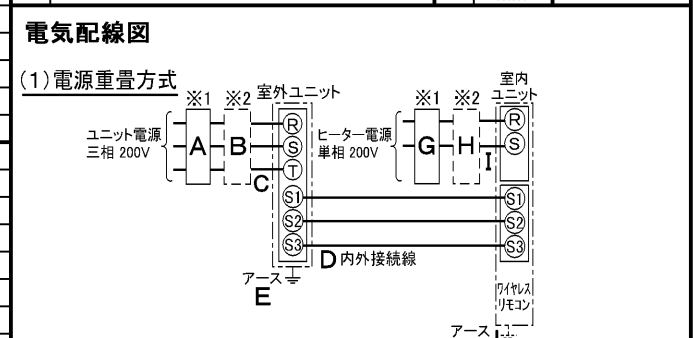 電気配線図
(1)電源重畳方式
※1 ※2 室外ユニット
ユニット電源
三相 200V
A B C
R
S
T
S1
S2
S3
アース
E
D 内外接続線
※1 ※2
ヒーター電源
単相 200V
G H I
室内
ユニット
R
S
S1
S2
S3
ワイヤレス
リモコン
アース